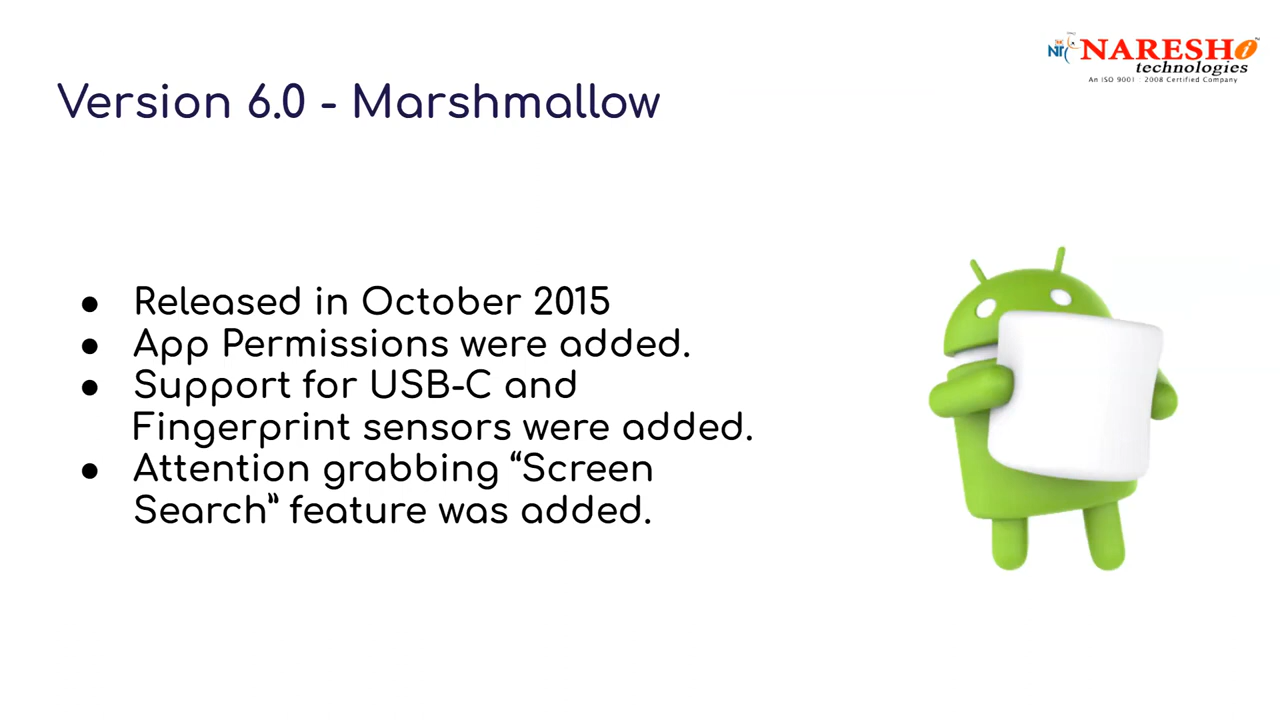 NARESH i
technologies
An ISO 9001 : 2008 Certified Company
Version 6.0 - Marshmallow
● Released in October 2015
● App Permissions were added.
● Support for USB-C and
Fingerprint sensors were added.
● Attention grabbing “Screen
Search” feature was added.